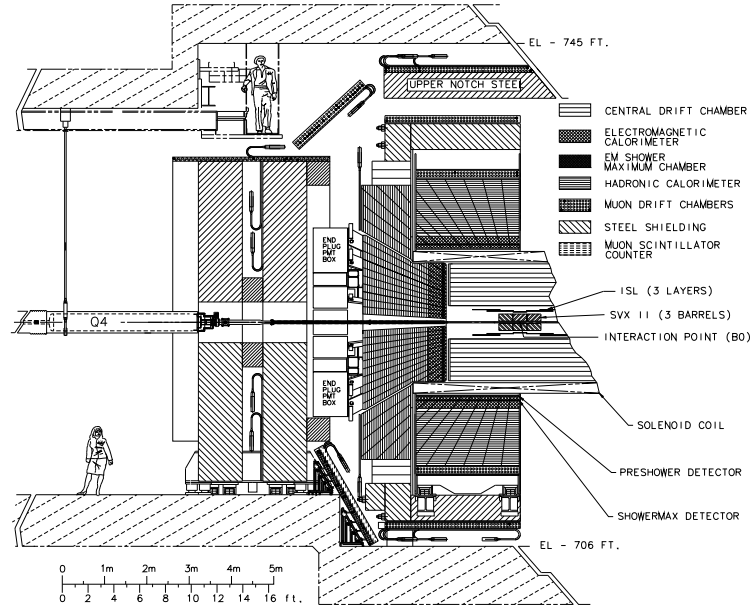 EL - 745 FT.
UPPER NOTCH STEEL
CENTRAL DRIFT CHAMBER
ELECTROMAGNETIC
CALORIMETER
EM SHOWER
MAXIMUM CHAMBER
HADRONIC CALORIMETER
MUON DRIFT CHAMBERS
STEEL SHIELDING
MUON SCINTILLATOR
COUNTER
END
PLUG
PMT
BOX
ISL (3 LAYERS)
SVX II (3 BARRELS)
INTERACTION POINT (B0)
Q4
END
PLUG
PMT
BOX
SOLENOID COIL
PRESHOWER DETECTOR
SHOWERMAX DETECTOR
EL - 706 FT.
0 1m 2m 3m 4m 5m
0 2 4 6 8 10 12 14 16 ft.